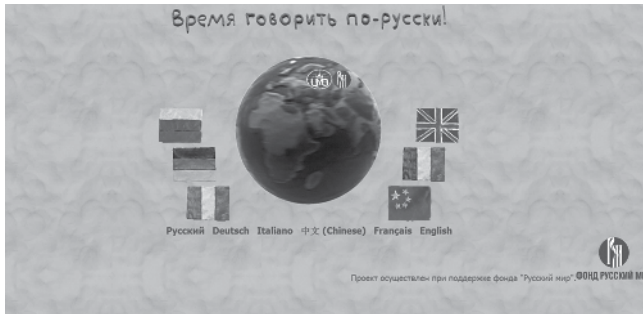 Время говорить по-русски!
Русский Deutsch Italiano 中文 (Chinese) Français English
Проект осуществлен при поддержке фонда "Русский мир".
ФОНД РУССКИЙ М